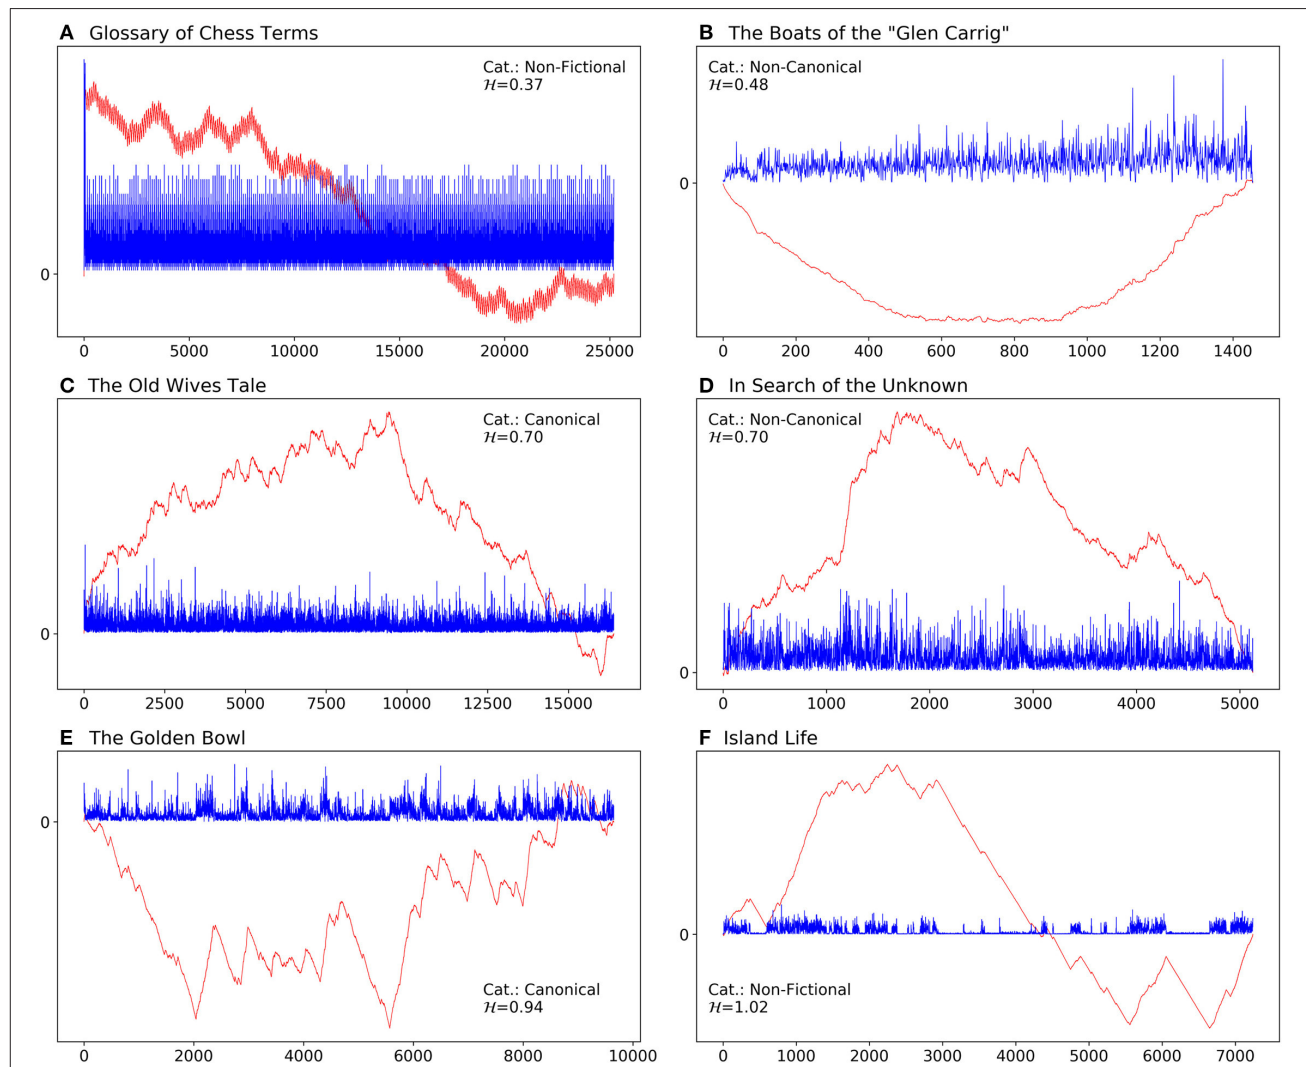 A Glossary of Chess Terms
Cat.: Non-Fictional
ℋ=0.37
0
0 5000 10000 15000 20000 25000
B The Boats of the "Glen Carrig"
Cat.: Non-Canonical
ℋ=0.48
0
0 200 400 600 800 1000 1200 1400
C The Old Wives Tale
Cat.: Canonical
ℋ=0.70
0
0 2500 5000 7500 10000 12500 15000
D In Search of the Unknown
Cat.: Non-Canonical
ℋ=0.70
0
0 1000 2000 3000 4000 5000
E The Golden Bowl
0
Cat.: Canonical
ℋ=0.94
0 2000 4000 6000 8000 10000
F Island Life
0
Cat.: Non-Fictional
ℋ=1.02
0 1000 2000 3000 4000 5000 6000 7000